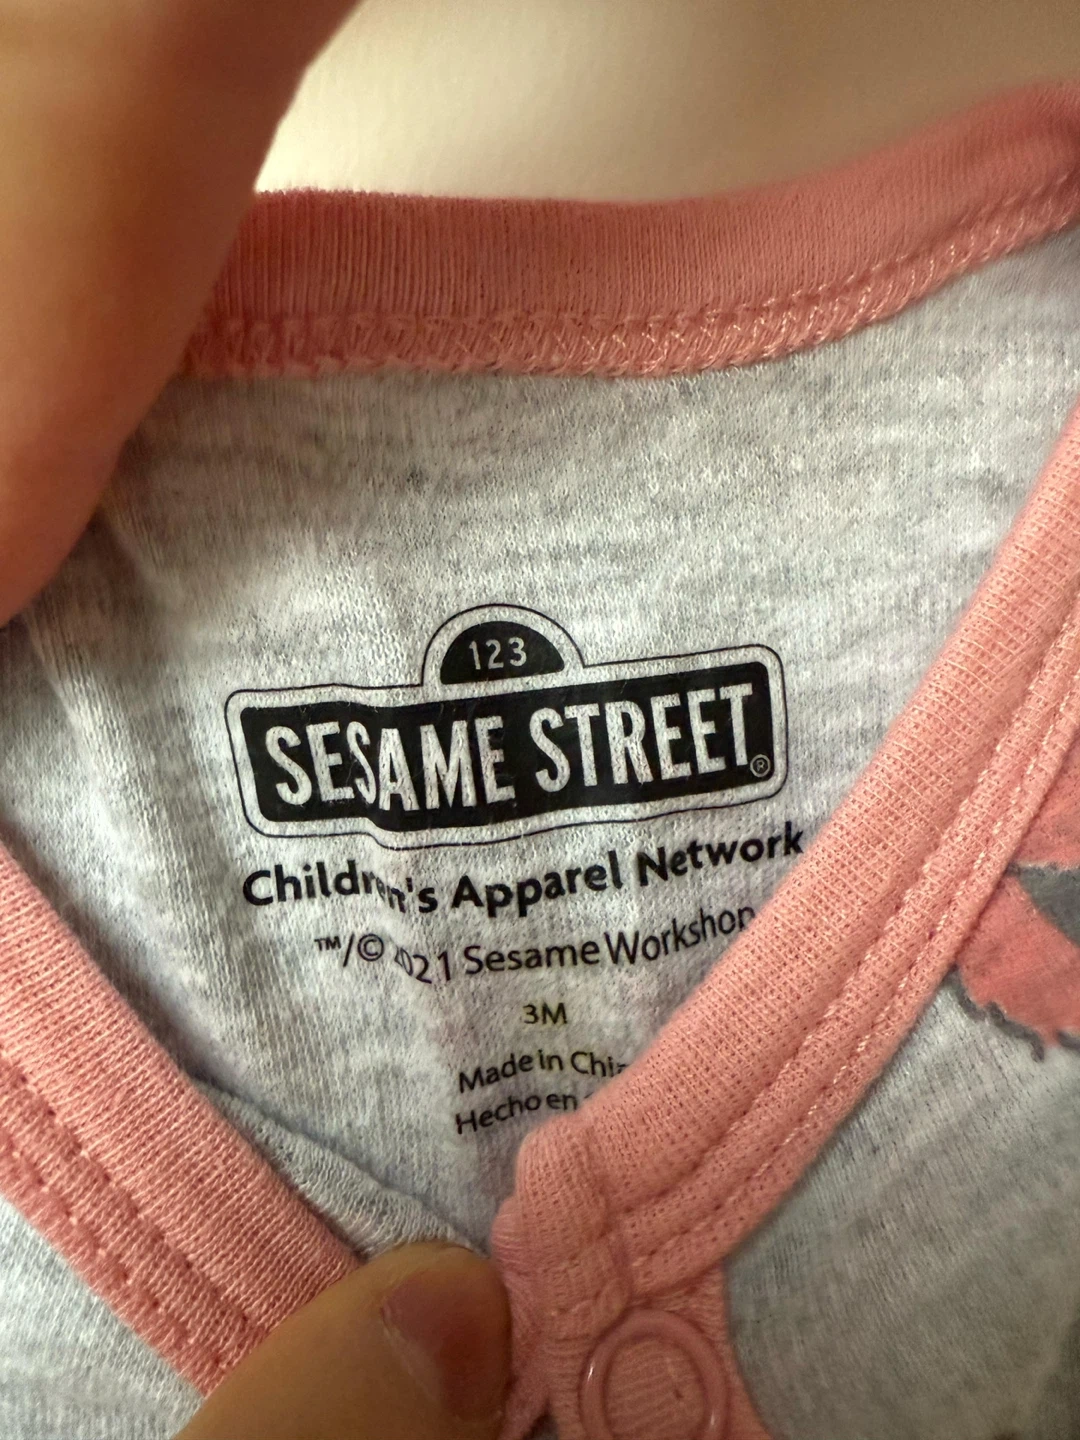 123
SESAME STREET®
Children's Apparel Network
™/© 2021 Sesame Workshop
3M
Made in
Hecho en